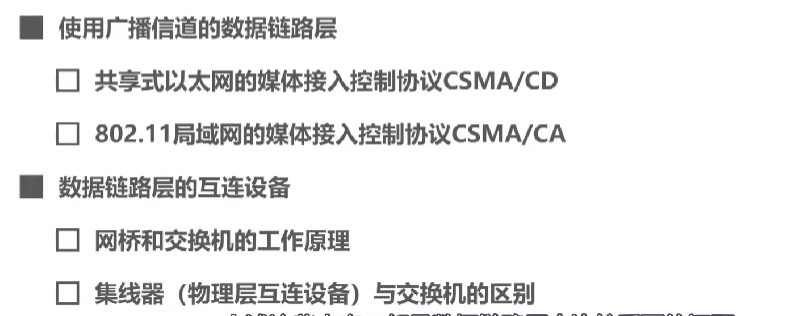 使用广播信道的数据链路层
共享式以太网的媒体接入控制协议CSMA/CD
802.11局域网的媒体接入控制协议CSMA/CA
数据链路层的互连设备
网桥和交换机的工作原理
集线器（物理层互连设备）与交换机的区别